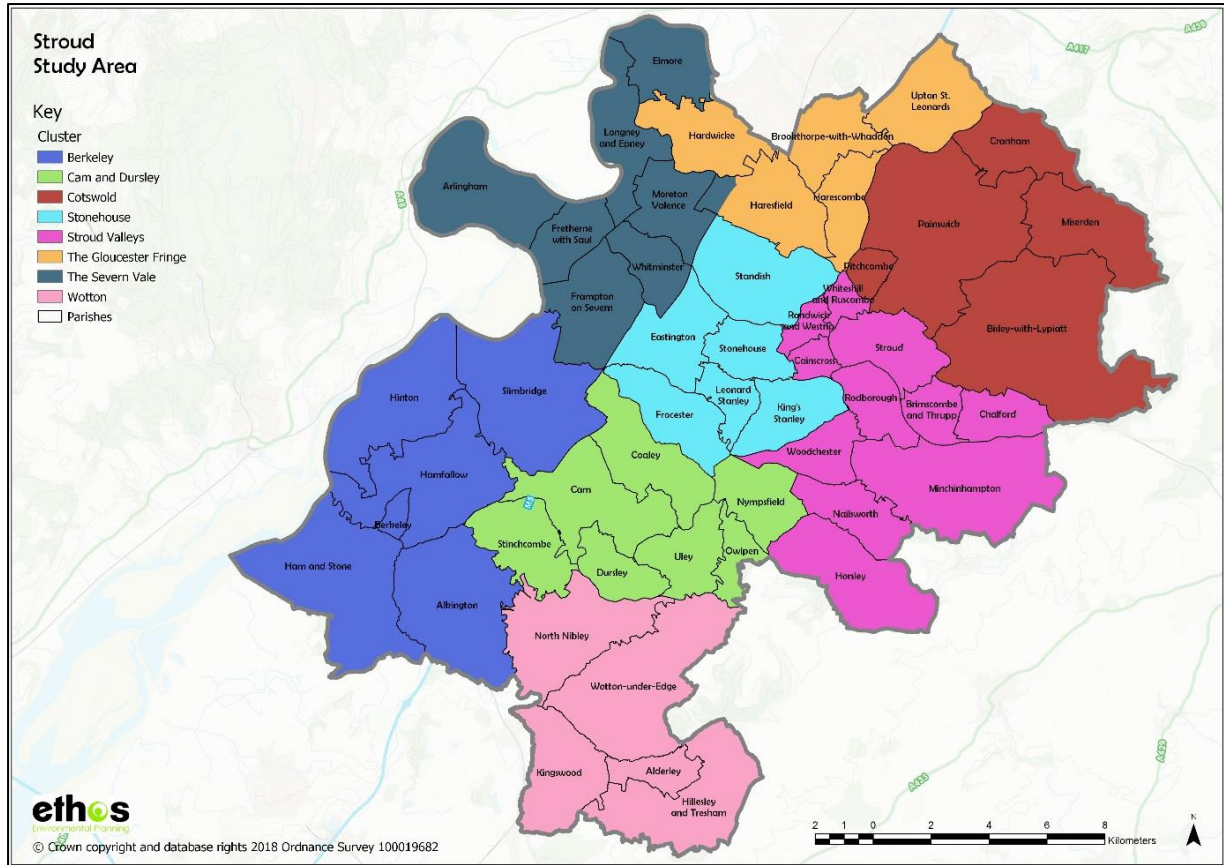 Stroud
Study Area
Key
Cluster
Berkeley
Cam and Dursley
Cotswold
Stonehouse
Stroud Valleys
The Gloucester Fringe
The Severn Vale
Wotton
Parishes
A417
A436
Elmore
Upton St.
Leonards
Longney
and Epney
Hardwicke
Brookthorpe-with-Whaddon
Cranham
Arlingham
Moreton
Valence
Haresfield
Harescombe
Painswick
Miserden
A48
Fretherne
with Saul
Whitminster
Standish
Pitchcombe
Whiteshill
and Ruscombe
Frampton
on Severn
Randwick
and Westrip
Bisley-with-Lypiatt
Eastington
Stonehouse
Cainscross
Stroud
Slimbridge
Hinton
Leonard
Stanley
King's
Stanley
Rodborough
Brimscombe
and Thrupp
Chalford
Frocester
Coaley
Woodchester
Hamfallow
Cam
Nympsfield
Minchinhampton
M5
Berkeley
Nailsworth
Stinchcombe
Uley
Owlpen
Ham and Stone
Dursley
Horsley
Alkington
North Nibley
Wotton-under-Edge
A429
A433
Kingswood
Alderley
Hillesley
and Tresham
ethos
Environmental Planning
© Crown copyright and database rights 2018 Ordnance Survey 100019682
2 1 0 2 4 6 8
Kilometers
N